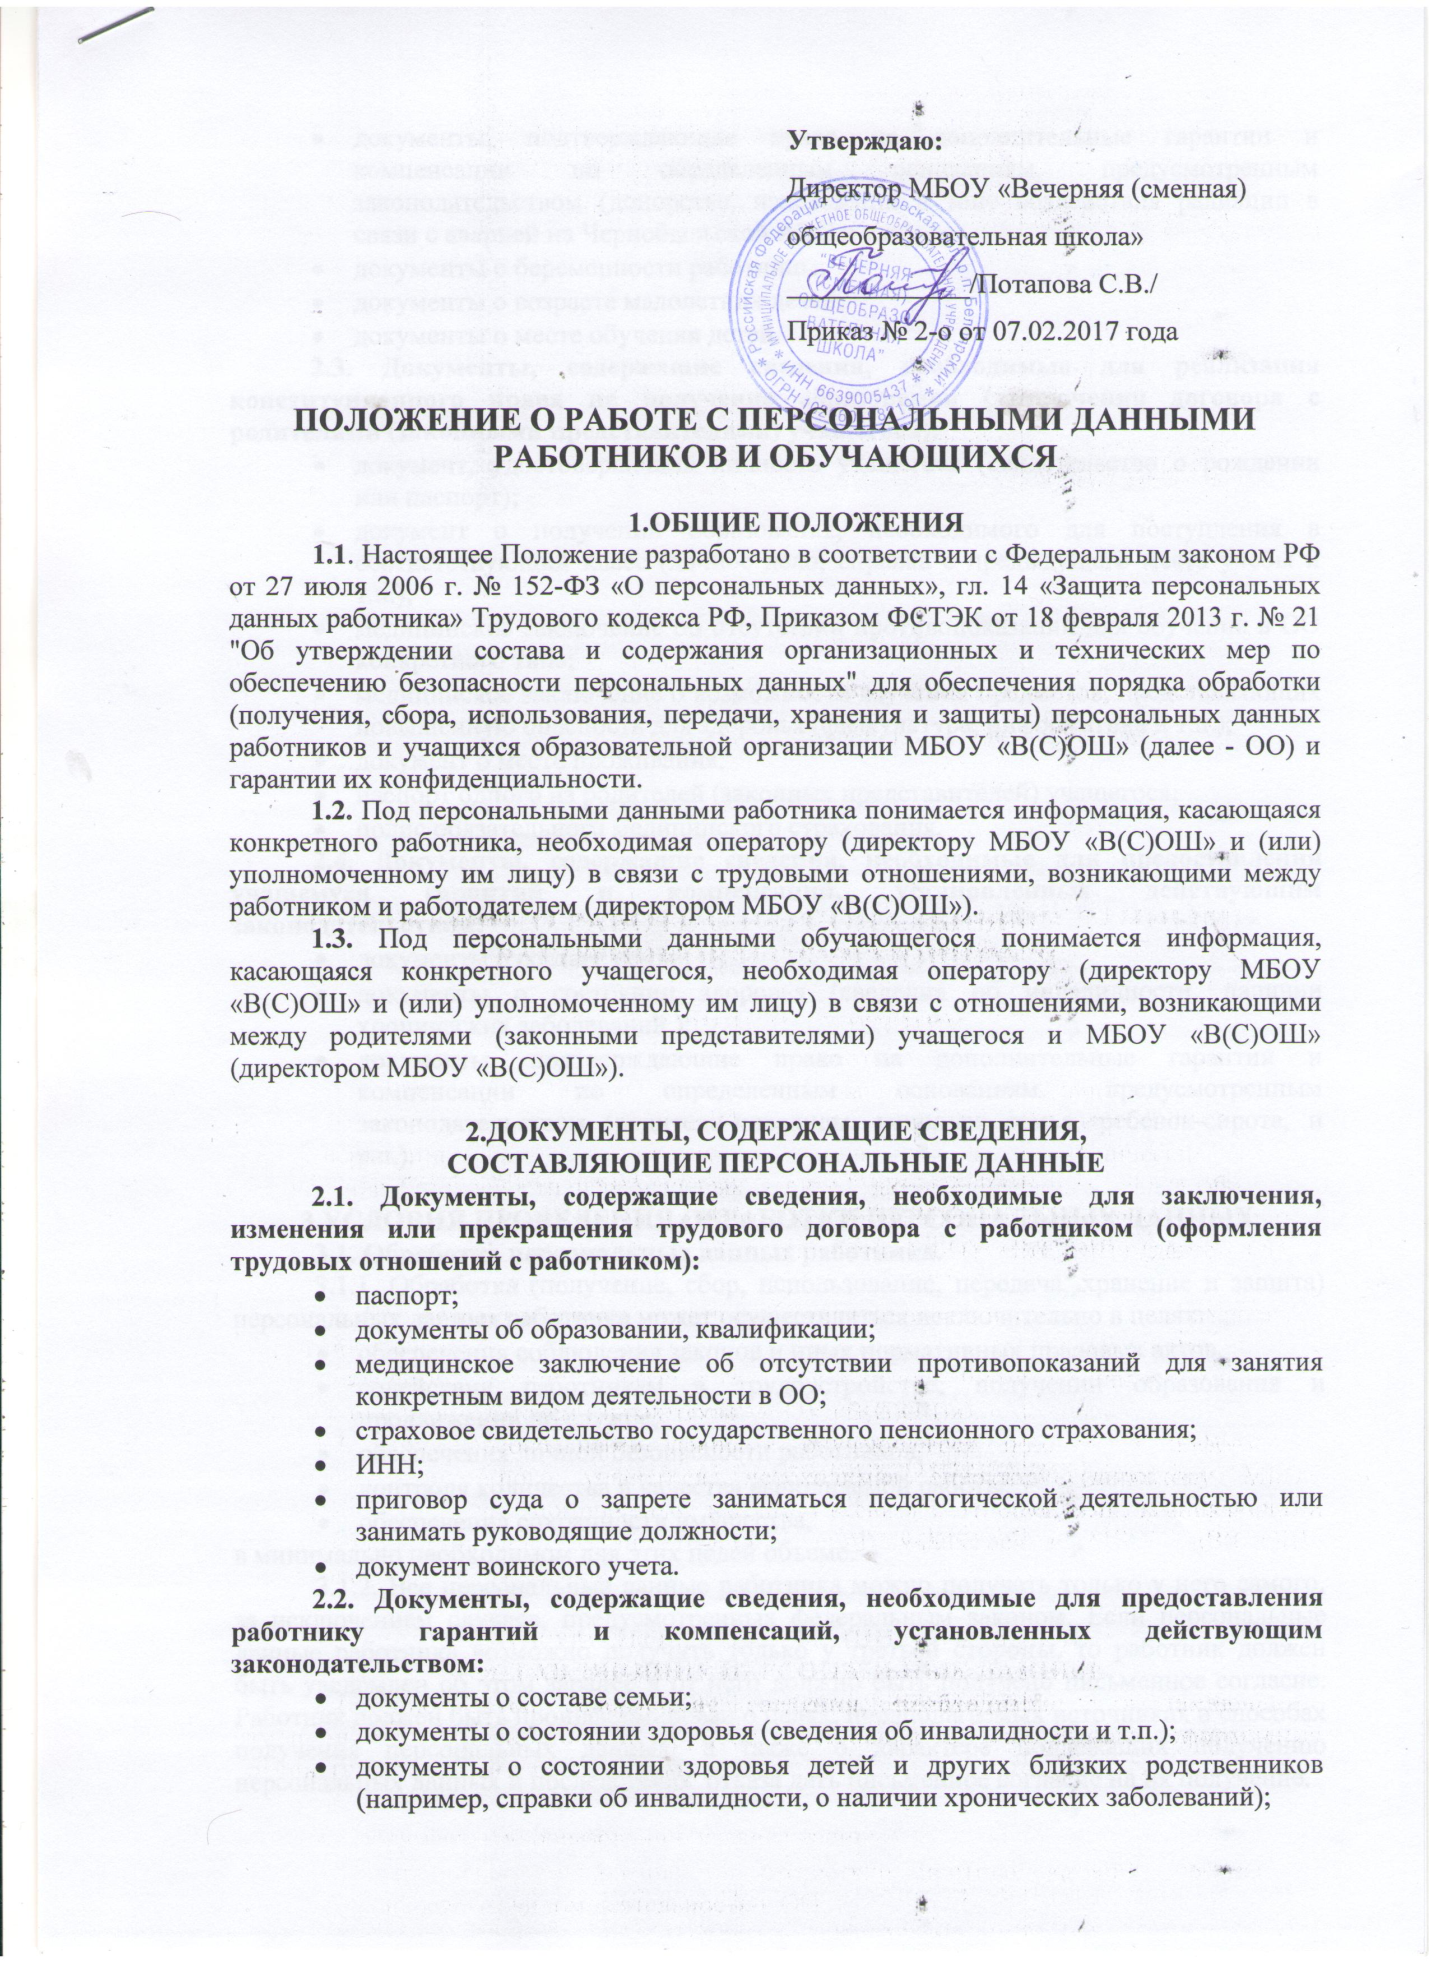 Утверждаю:
Директор МБОУ «Вечерняя (сменная)
общеобразовательная школа»
/Потапова С.В./
Приказ № 2-о от 07.02.2017 года
"ВЕЧЕРНЯЯ
(СМЕННАЯ)
ОБЩЕОБРАЗО
ВАТЕЛЬНАЯ
ШКОЛА"
ИНН 6639005437
ПОЛОЖЕНИЕ О РАБОТЕ С ПЕРСОНАЛЬНЫМИ ДАННЫМИ
РАБОТНИКОВ И ОБУЧАЮЩИХСЯ
1.ОБЩИЕ ПОЛОЖЕНИЯ
1.1. Настоящее Положение разработано в соответствии с Федеральным законом РФ
от 27 июля 2006 г. № 152-ФЗ «О персональных данных», гл. 14 «Защита персональных
данных работника» Трудового кодекса РФ, Приказом ФСТЭК от 18 февраля 2013 г. № 21
"Об утверждении состава и содержания организационных и технических мер по
обеспечению безопасности персональных данных" для обеспечения порядка обработки
(получения, сбора, использования, передачи, хранения и защиты) персональных данных
работников и учащихся образовательной организации МБОУ «В(С)ОШ» (далее - ОО) и
гарантии их конфиденциальности.
1.2. Под персональными данными работника понимается информация, касающаяся
конкретного работника, необходимая оператору (директору МБОУ «В(С)ОШ» и (или)
уполномоченному им лицу) в связи с трудовыми отношениями, возникающими между
работником и работодателем (директором МБОУ «В(С)ОШ»).
1.3. Под персональными данными обучающегося понимается информация,
касающаяся конкретного учащегося, необходимая оператору (директору МБОУ
«В(С)ОШ» и (или) уполномоченному им лицу) в связи с отношениями, возникающими
между родителями (законными представителями) учащегося и МБОУ «В(С)ОШ»
(директором МБОУ «В(С)ОШ»).
2.ДОКУМЕНТЫ, СОДЕРЖАЩИЕ СВЕДЕНИЯ,
СОСТАВЛЯЮЩИЕ ПЕРСОНАЛЬНЫЕ ДАННЫЕ
2.1. Документы, содержащие сведения, необходимые для заключения,
изменения или прекращения трудового договора с работником (оформления
трудовых отношений с работником):
• паспорт;
• документы об образовании, квалификации;
• медицинское заключение об отсутствии противопоказаний для занятия
конкретным видом деятельности в ОО;
• страховое свидетельство государственного пенсионного страхования;
• ИНН;
• приговор суда о запрете заниматься педагогической деятельностью или
занимать руководящие должности;
• документ воинского учета.
2.2. Документы, содержащие сведения, необходимые для предоставления
работнику гарантий и компенсаций, установленных действующим
законодательством:
• документы о составе семьи;
• документы о состоянии здоровья (сведения об инвалидности и т.п.);
• документы о состоянии здоровья детей и других близких родственников
(например, справки об инвалидности, о наличии хронических заболеваний);